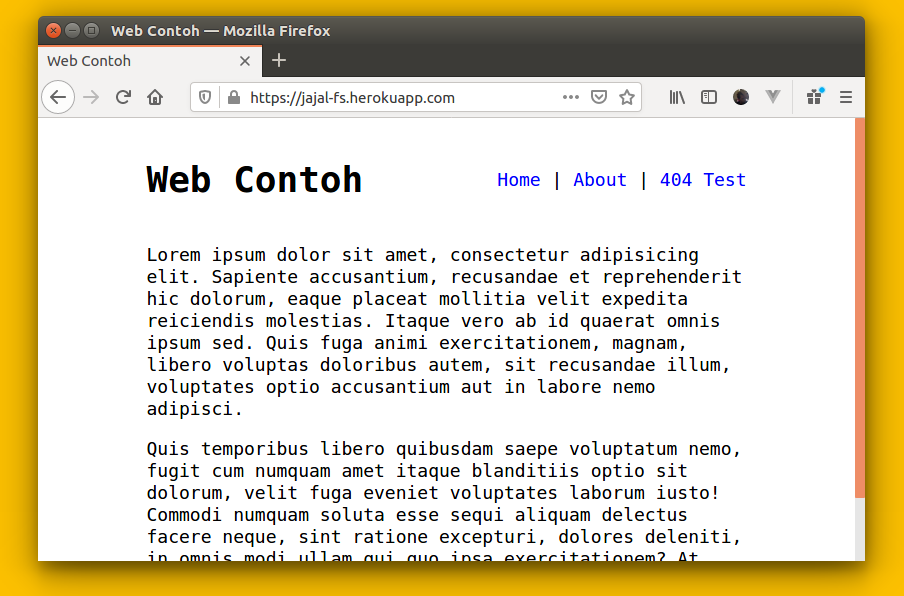 Web Contoh — Mozilla Firefox
Web Contoh
https://jajal-fs.herokuapp.com
Web Contoh
Home | About | 404 Test
Lorem ipsum dolor sit amet, consectetur adipisicing
elit. Sapiente accusantium, recusandae et reprehenderit
hic dolorum, eaque placeat mollitia velit expedita
reiciendis molestias. Itaque vero ab id quaerat omnis
ipsum sed. Quis fuga animi exercitationem, magnam,
libero voluptas doloribus autem, sit recusandae illum,
voluptates optio accusantium aut in labore nemo
adipisci.
Quis temporibus libero quibusdam saepe voluptatum nemo,
fugit cum numquam amet itaque blanditiis optio sit
dolorum, velit fuga eveniet voluptates laborum iusto!
Commodi numquam soluta esse sequi aliquam delectus
facere neque, sint ratione excepturi, dolores deleniti,
in omnis modi ullam qui quo ipsa exercitationem? At